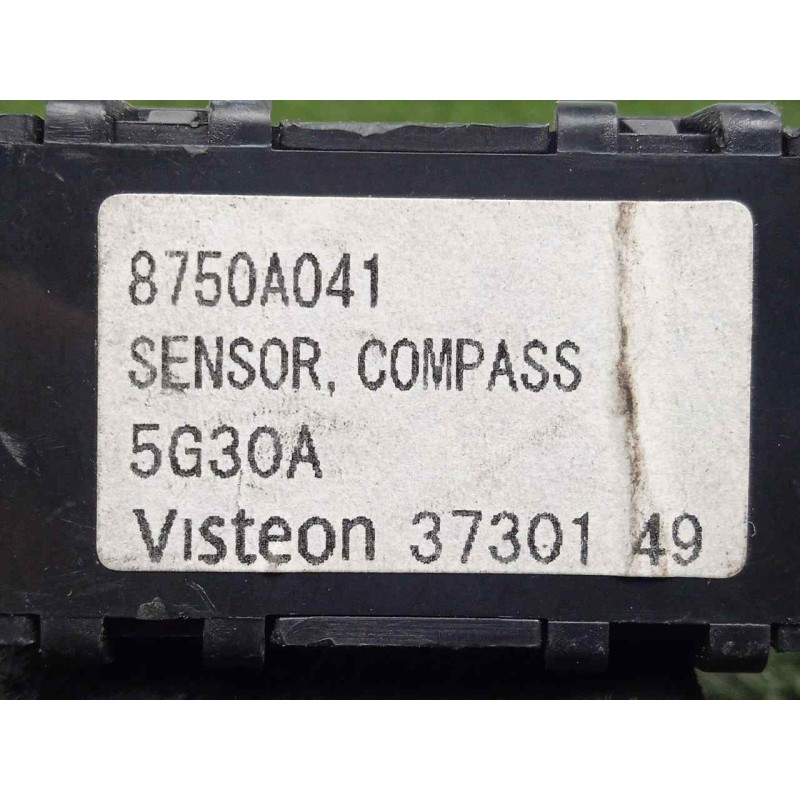 8750A041
SENSOR, COMPASS
5G30A
Visteon 37301 49